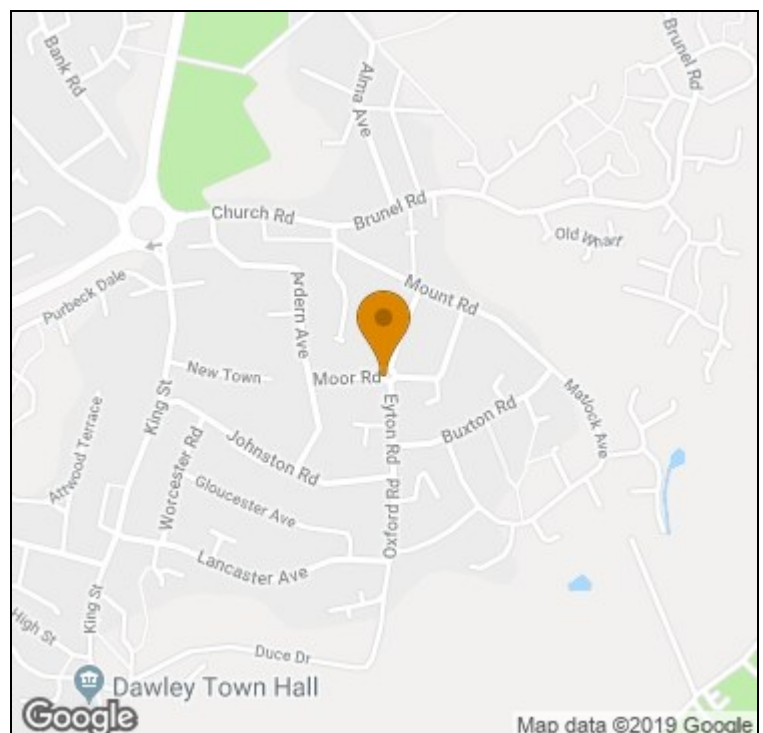 Bank Rd
Alma Ave
Brunel Rd
Church Rd
Brunel Rd
Old Wharf
Purbeck Dale
Ardern Ave
Mount Rd
New Town
Moor Rd
King St
Eyton Rd
Buxton Rd
Matlock Ave
Attwood Terrace
Worcester Rd
Johnston Rd
Gloucester Ave
Oxford Rd
Lancaster Ave
King St
High St
Duce Dr
Dawley Town Hall
Google
Map data ©2019 Google